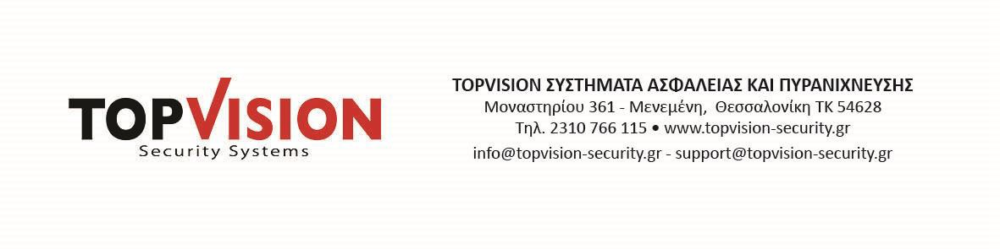 TOPVISION
Security Systems
TOPVISION ΣΥΣΤΗΜΑΤΑ ΑΣΦΑΛΕΙΑΣ ΚΑΙ ΠΥΡΑΝΙΧΝΕΥΣΗΣ
Μοναστηρίου 361 - Μενεμένη, Θεσσαλονίκη ΤΚ 54628
Τηλ. 2310 766 115 • www.topvision-security.gr
info@topvision-security.gr - support@topvision-security.gr